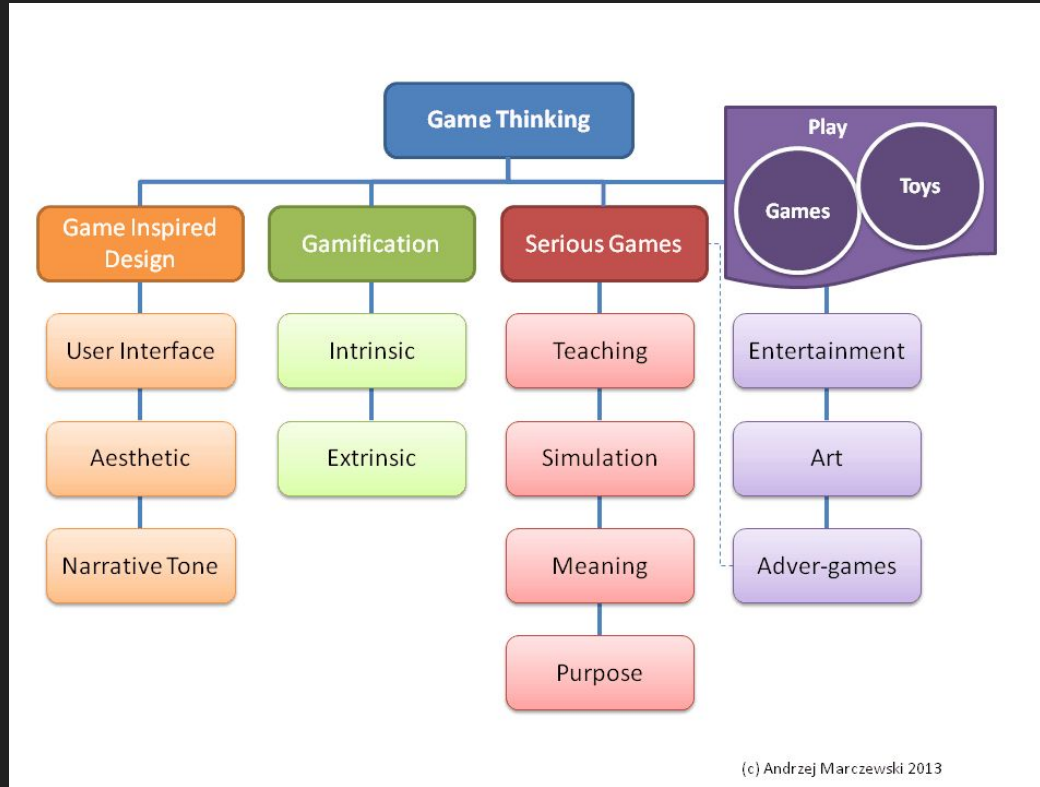 Game Thinking
Play
Games
Toys
Game Inspired
Design
Gamification
Serious Games
User Interface
Intrinsic
Teaching
Entertainment
Aesthetic
Extrinsic
Simulation
Art
Narrative Tone
Meaning
Adver-games
Purpose
(c) Andrzej Marczewski 2013